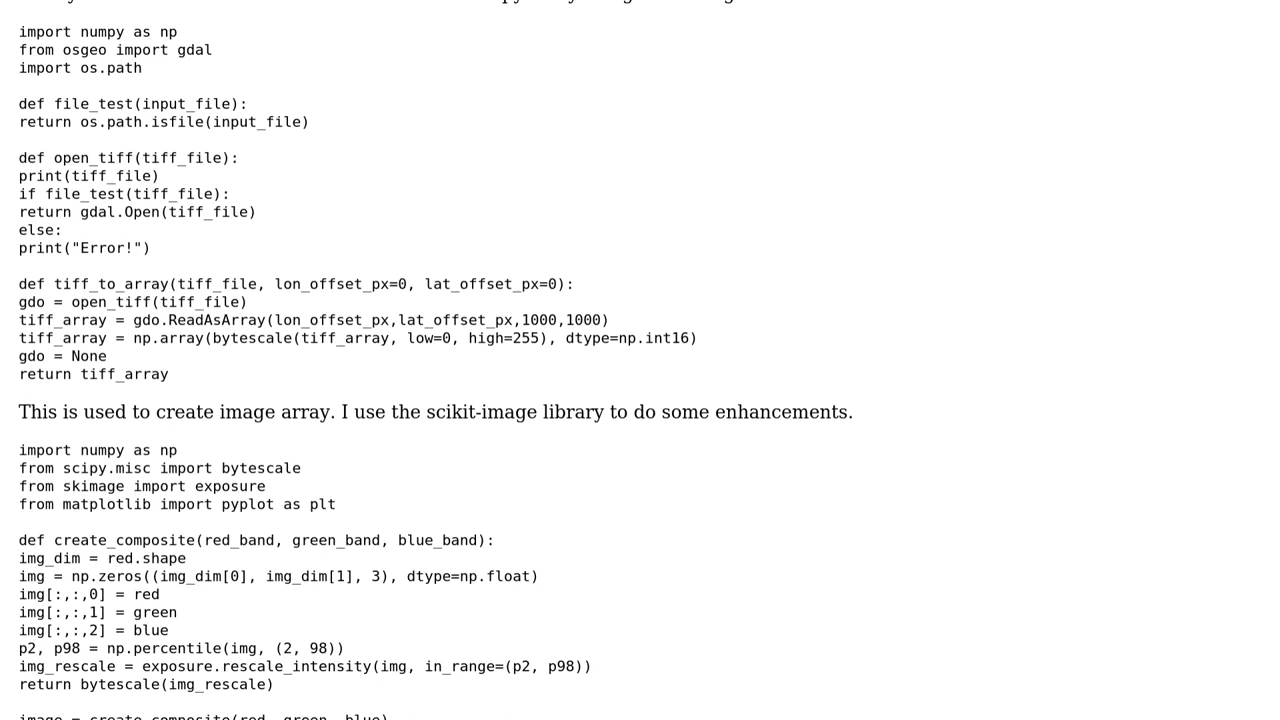 import numpy as np
from osgeo import gdal
import os.path
def file_test(input_file):
return os.path.isfile(input_file)
def open_tiff(tiff_file):
print(tiff_file)
if file_test(tiff_file):
return gdal.Open(tiff_file)
else:
print("Error!")
def tiff_to_array(tiff_file, lon_offset_px=0, lat_offset_px=0):
gdo = open_tiff(tiff_file)
tiff_array = gdo.ReadAsArray(lon_offset_px,lat_offset_px,1000,1000)
tiff_array = np.array(bytescale(tiff_array, low=0, high=255), dtype=np.int16)
gdo = None
return tiff_array
This is used to create image array. I use the scikit-image library to do some enhancements.
import numpy as np
from scipy.misc import bytescale
from skimage import exposure
from matplotlib import pyplot as plt
def create_composite(red_band, green_band, blue_band):
img_dim = red.shape
img = np.zeros((img_dim[0], img_dim[1], 3), dtype=np.float)
img[:,:,0] = red
img[:,:,1] = green
img[:,:,2] = blue
p2, p98 = np.percentile(img, (2, 98))
img_rescale = exposure.rescale_intensity(img, in_range=(p2, p98))
return bytescale(img_rescale)
image = create_composite(red, green, blue)